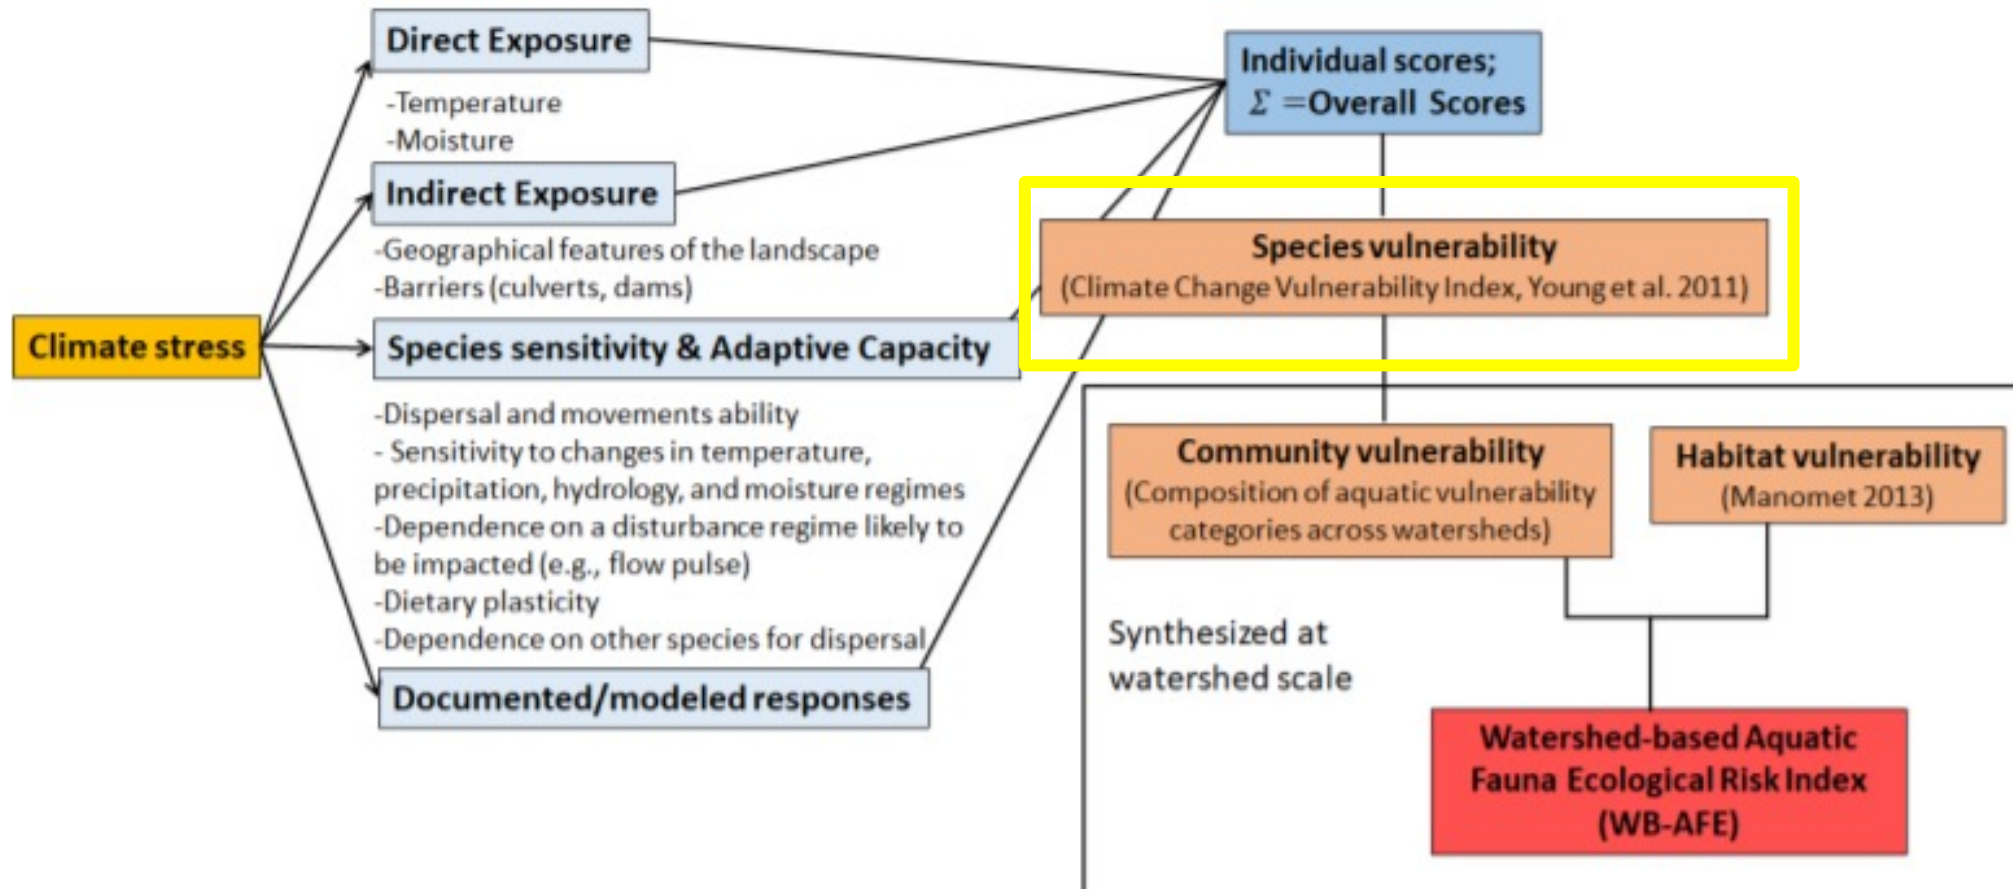 Climate stress
Direct Exposure
-Temperature
-Moisture
Indirect Exposure
-Geographical features of the landscape
-Barriers (culverts, dams)
Species sensitivity & Adaptive Capacity
-Dispersal and movements ability
- Sensitivity to changes in temperature,
precipitation, hydrology, and moisture regimes
-Dependence on a disturbance regime likely to
be impacted (e.g., flow pulse)
-Dietary plasticity
-Dependence on other species for dispersal
Documented/modeled responses
Individual scores;
Σ =Overall Scores
Species vulnerability
(Climate Change Vulnerability Index, Young et al. 2011)
Community vulnerability
(Composition of aquatic vulnerability
categories across watersheds)
Habitat vulnerability
(Manomet 2013)
Synthesized at
watershed scale
Watershed-based Aquatic
Fauna Ecological Risk Index
(WB-AFE)